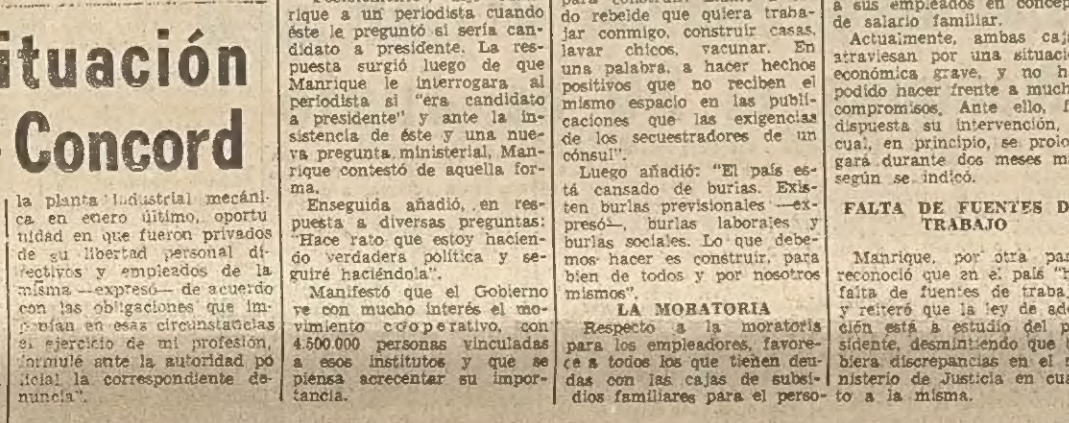 ituación
Concord
la planta industrial mecáni-
ca en enero último, oportu
nidad en que fueron privados
de su libertad personal di-
rectivos y empleados de la
misma —expresó— de acuerdo
con las obligaciones que im-
ponían en esas circunstancias
el ejercicio de mi profesión,
formulé ante la autoridad po
licial la correspondiente de-
nuncia".
rique a un periodista cuando
éste le preguntó si sería can-
didato a presidente. La res-
puesta surgió luego de que
Manrique le interrogara al
periodista si "era candidato
a presidente" y ante la in-
sistencia de éste y una nue-
va pregunta ministerial, Man-
rique contestó de aquella for-
ma.
Enseguida añadió, en res-
puesta a diversas preguntas:
"Hace rato que estoy hacien-
do verdadera política y se-
guiré haciéndola".
Manifestó que el Gobierno
ve con mucho interés el mo-
vimiento cooperativo, con
4.500.000 personas vinculadas
a esos institutos y que se
piensa acrecentar su impor-
tancia.
do rebelde que quiera traba-
jar conmigo, construir casas,
lavar chicos, vacunar. En
una palabra, a hacer hechos
positivos que no reciben el
mismo espacio en las publi-
caciones que las exigencias
de los secuestradores de un
cónsul".
Luego añadió: "El país es-
tá cansado de burlas. Exis-
ten burlas previsionales —ex-
presó—, burlas laborales y
burlas sociales. Lo que debe-
mos hacer es construir, para
bien de todos y por nosotros
mismos".
LA MORATORIA
Respecto a la moratoria
para los empleadores, favore-
ce a todos los que tienen deu-
das con las cajas de subsi-
dios familiares para el perso-
a sus empleados en concep
de salario familiar.
Actualmente, ambas caj
atraviesan por una situaci
económica grave, y no h
podido hacer frente a much
compromisos. Ante ello, f
dispuesta su intervención,
cual, en principio, se prolo
gará durante dos meses m
según se indicó.
FALTA DE FUENTES D
TRABAJO
Manrique, por otra par
reconoció que en el país "h
falta de fuentes de traba
y reiteró que la ley de ado
ción está a estudio del p
sidente, desmintiendo que
biera discrepancias en el
nisterio de Justicia en cua
to a la misma.